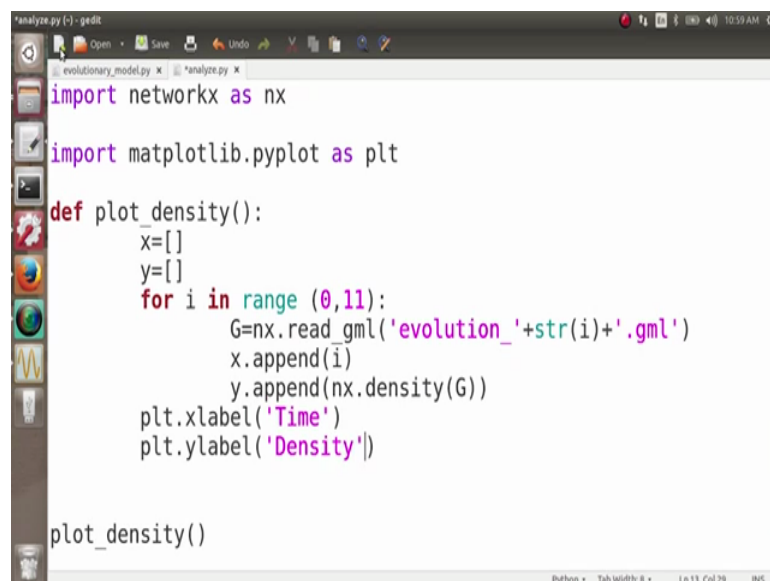 *analyze.py (~) - gedit
10:59 AM
Open Save Undo
evolutionary_model.py × *analyze.py ×
import networkx as nx
import matplotlib.pyplot as plt
def plot_density():
x=[]
y=[]
for i in range (0,11):
G=nx.read_gml('evolution_'+str(i)+'.gml')
x.append(i)
y.append(nx.density(G))
plt.xlabel('Time')
plt.ylabel('Density')
plot_density()
Python Tab Width: 8 Ln 13, Col 29 INS